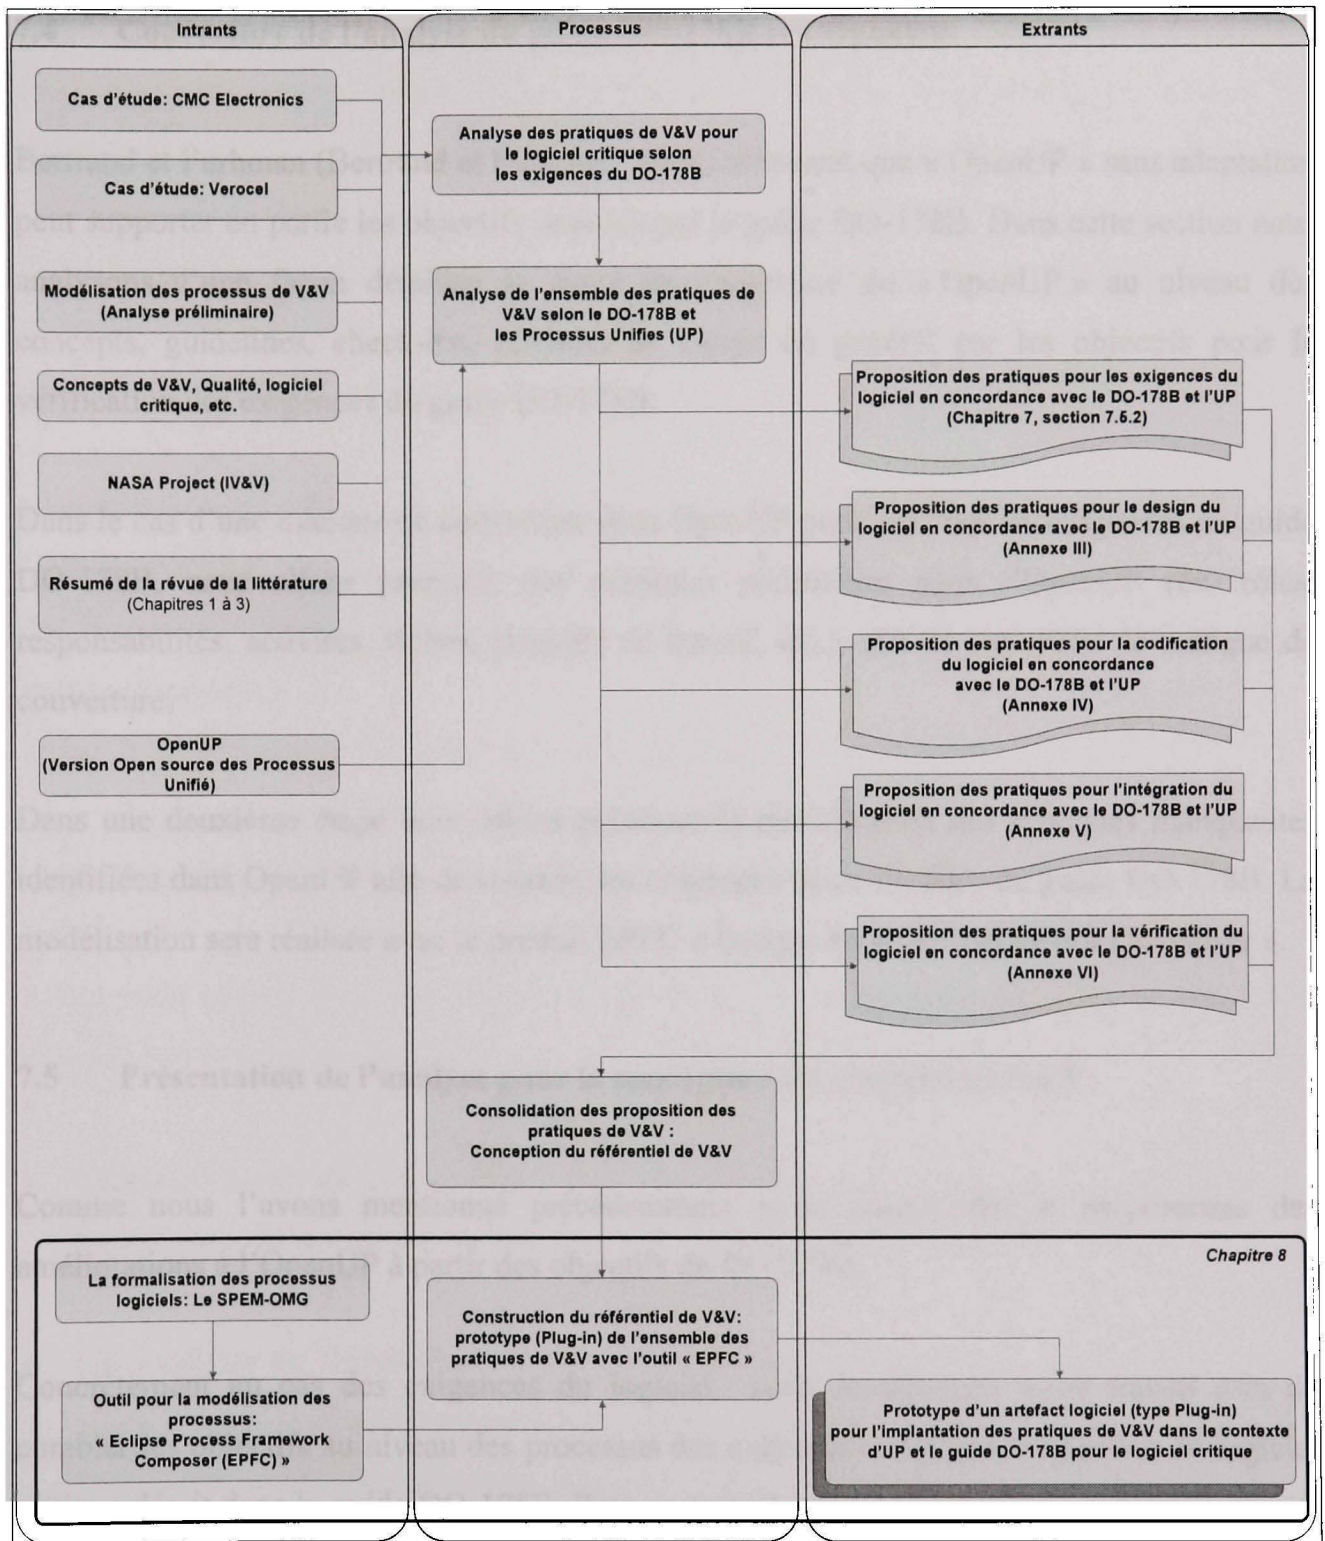 Intrants
Processus
Extrants
Cas d'étude: CMC Electronics
Cas d'étude: Verocel
Modélisation des processus de V&V
(Analyse préliminaire)
Concepts de V&V, Qualité, logiciel
critique, etc.
NASA Project (IV&V)
Résumé de la révue de la littérature
(Chapitres 1 à 3)
OpenUP
(Version Open source des Processus
Unifié)
Analyse des pratiques de V&V pour
le logiciel critique selon
les exigences du DO-178B
Analyse de l'ensemble des pratiques de
V&V selon le DO-178B et
les Processus Unifies (UP)
Proposition des pratiques pour les exigences du
logiciel en concordance avec le DO-178B et l'UP
(Chapitre 7, section 7.5.2)
Proposition des pratiques pour le design du
logiciel en concordance avec le DO-178B et l'UP
(Annexe III)
Proposition des pratiques pour la codification
du logiciel en concordance
avec le DO-178B et l'UP
(Annexe IV)
Proposition des pratiques pour l'intégration du
logiciel en concordance avec le DO-178B et l'UP
(Annexe V)
Proposition des pratiques pour la vérification du
logiciel en concordance avec le DO-178B et l'UP
(Annexe VI)
Consolidation des proposition des
pratiques de V&V :
Conception du référentiel de V&V
Chapitre 8
La formalisation des processus
logiciels: Le SPEM-OMG
Outil pour la modélisation des
processus:
« Eclipse Process Framework
Composer (EPFC) »
Construction du référentiel de V&V:
prototype (Plug-in) de l'ensemble des
pratiques de V&V avec l'outil « EPFC »
Prototype d'un artefact logiciel (type Plug-in)
pour l'implantation des pratiques de V&V dans le contexte
d'UP et le guide DO-178B pour le logiciel critique